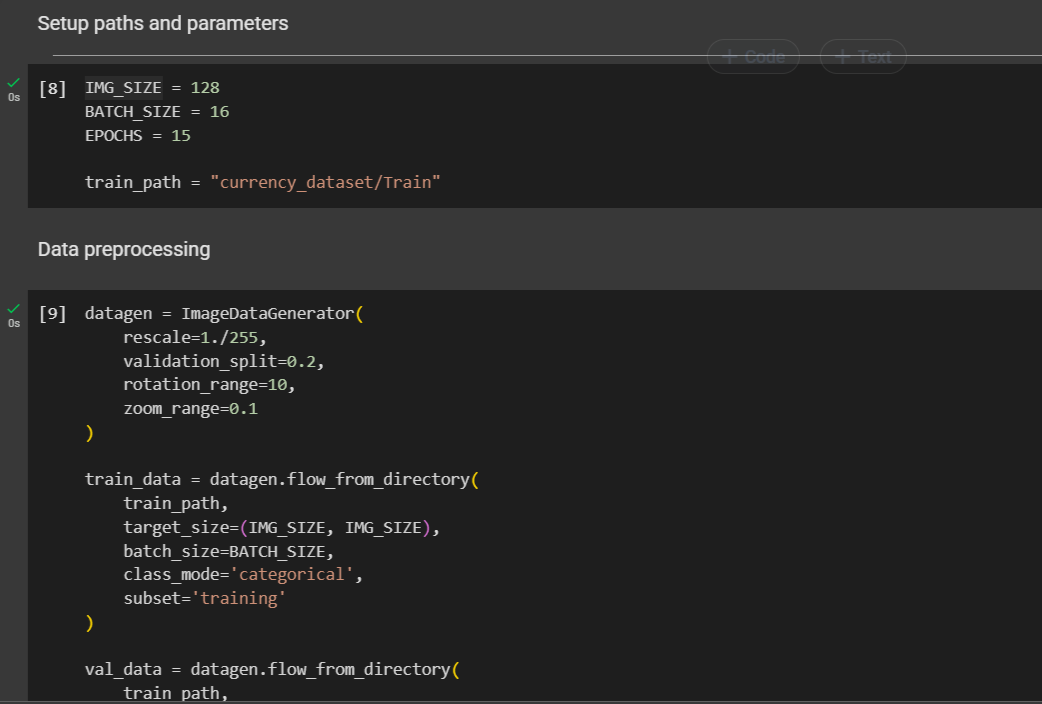 Setup paths and parameters
+ Code + Text
0s
[8] IMG_SIZE = 128
BATCH_SIZE = 16
EPOCHS = 15
train_path = "currency_dataset/Train"
Data preprocessing
0s
[9] datagen = ImageDataGenerator(
rescale=1./255,
validation_split=0.2,
rotation_range=10,
zoom_range=0.1
)
train_data = datagen.flow_from_directory(
train_path,
target_size=(IMG_SIZE, IMG_SIZE),
batch_size=BATCH_SIZE,
class_mode='categorical',
subset='training'
)
val_data = datagen.flow_from_directory(
train_path,